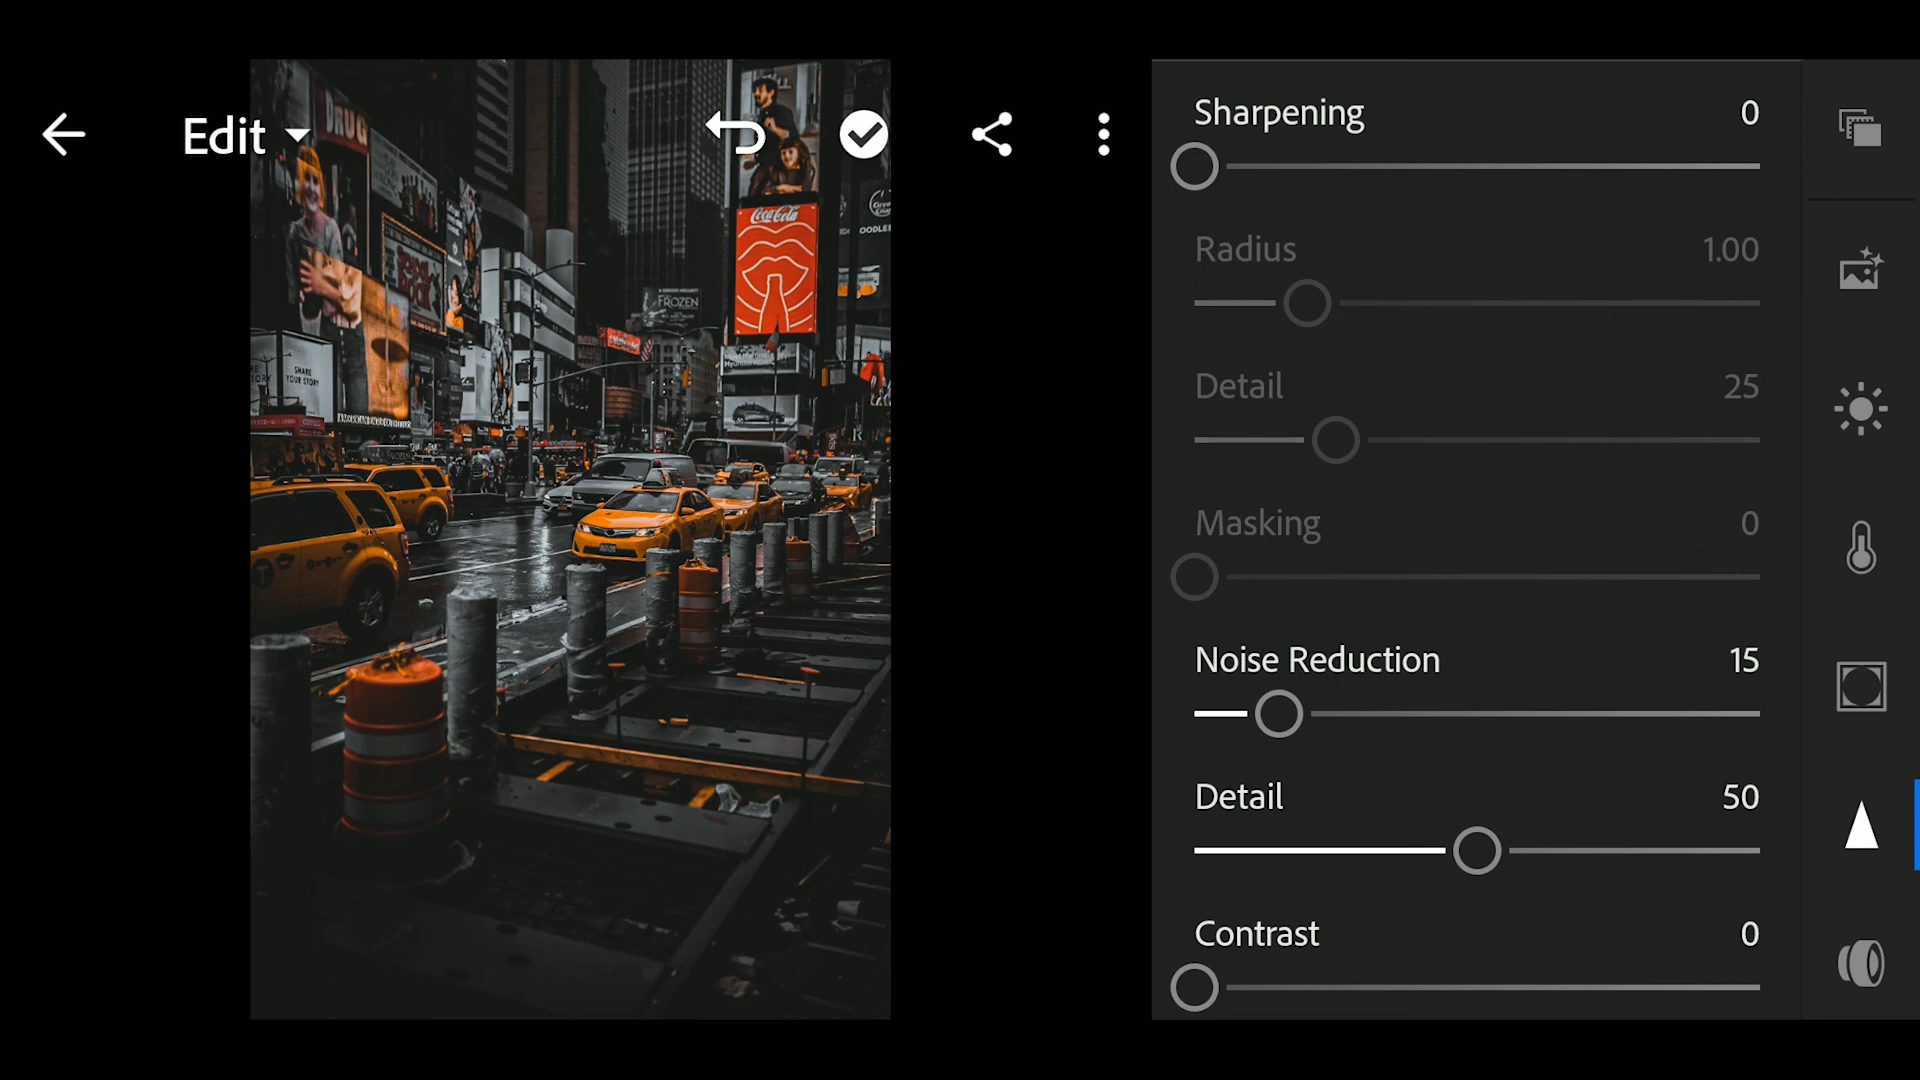 Edit
DRUG
Coca-Cola
FROZEN
SHARE
YOUR STORY
Sharpening 0
Radius 1.00
Detail 25
Masking 0
Noise Reduction 15
Detail 50
Contrast 0